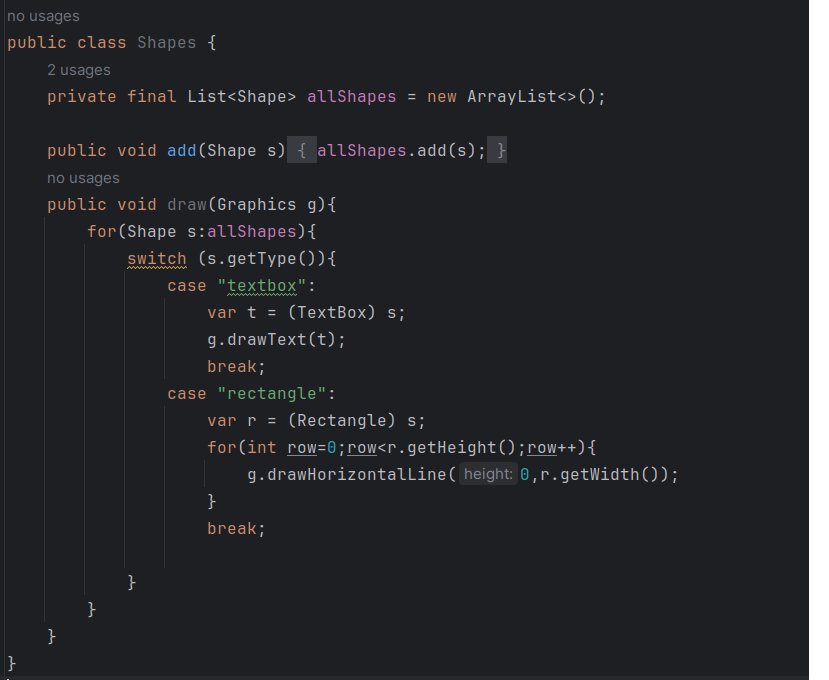 no usages
public class Shapes {
2 usages
private final List<Shape> allShapes = new ArrayList<>();
public void add(Shape s) { allShapes.add(s); }
no usages
public void draw(Graphics g){
for(Shape s:allShapes){
switch (s.getType()){
case "textbox":
var t = (TextBox) s;
g.drawText(t);
break;
case "rectangle":
var r = (Rectangle) s;
for(int row=0;row<r.getHeight();row++){
g.drawHorizontalLine( height: 0,r.getWidth());
}
break;
}
}
}
}